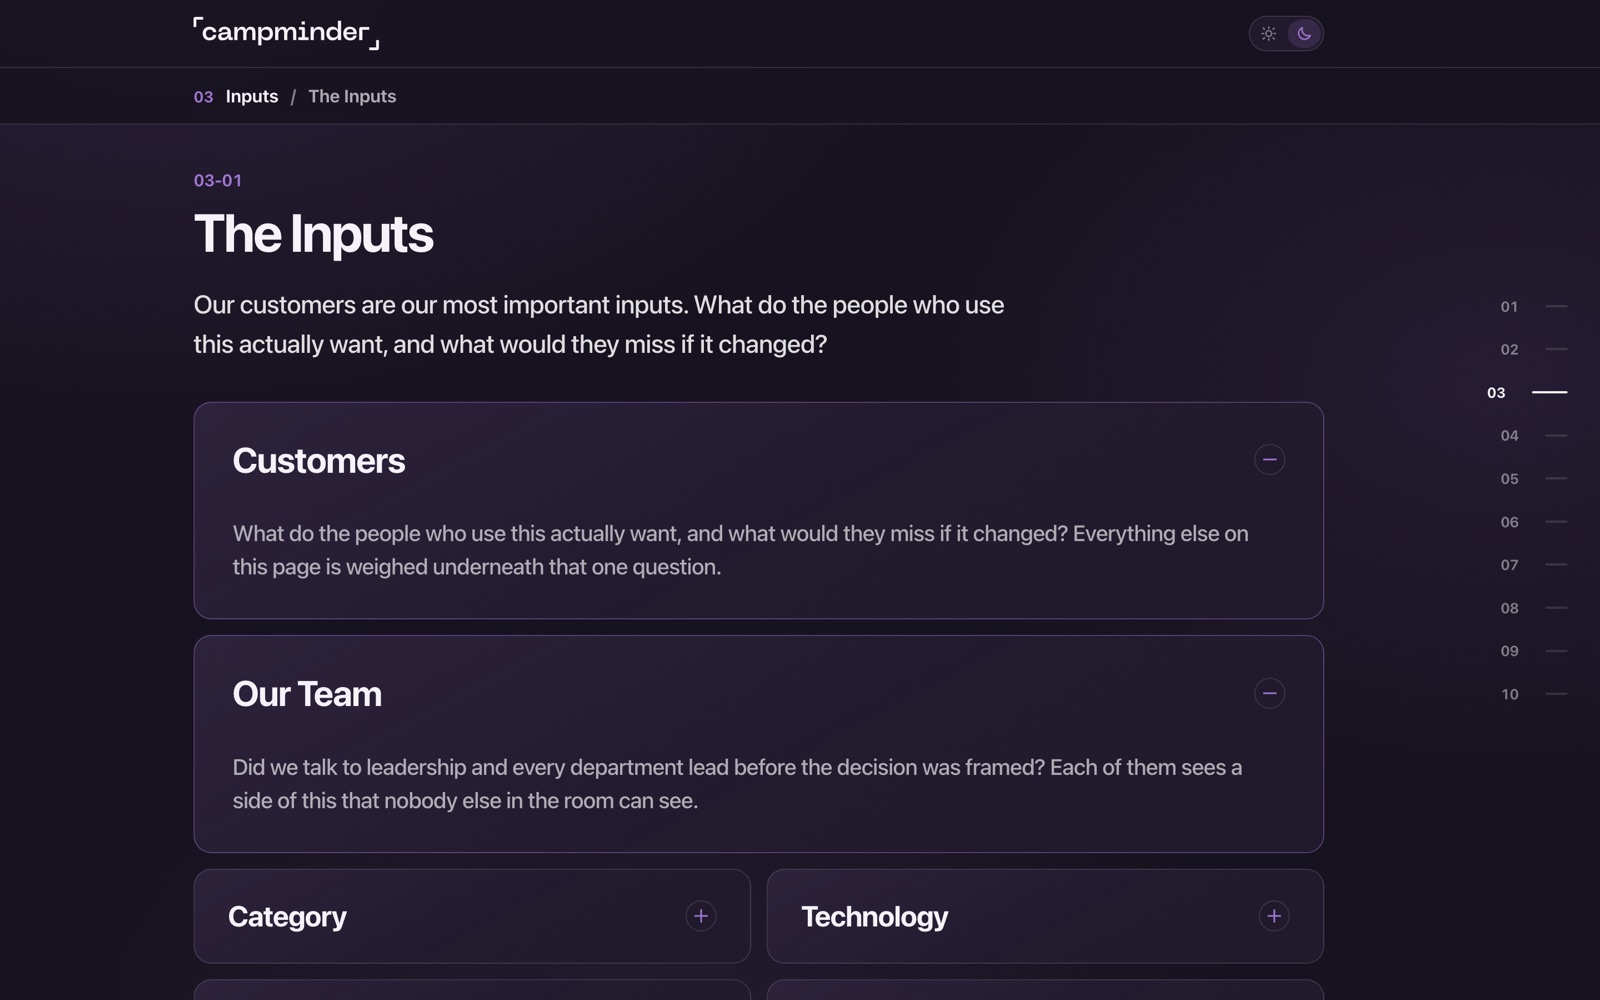 campminder
03 Inputs / The Inputs
03-01
The Inputs
Our customers are our most important inputs. What do the people who use
this actually want, and what would they miss if it changed?
01
02
03
04
05
06
07
08
09
10
Customers
What do the people who use this actually want, and what would they miss if it changed? Everything else on
this page is weighed underneath that one question.
Our Team
Did we talk to leadership and every department lead before the decision was framed? Each of them sees a
side of this that nobody else in the room can see.
Category
Technology